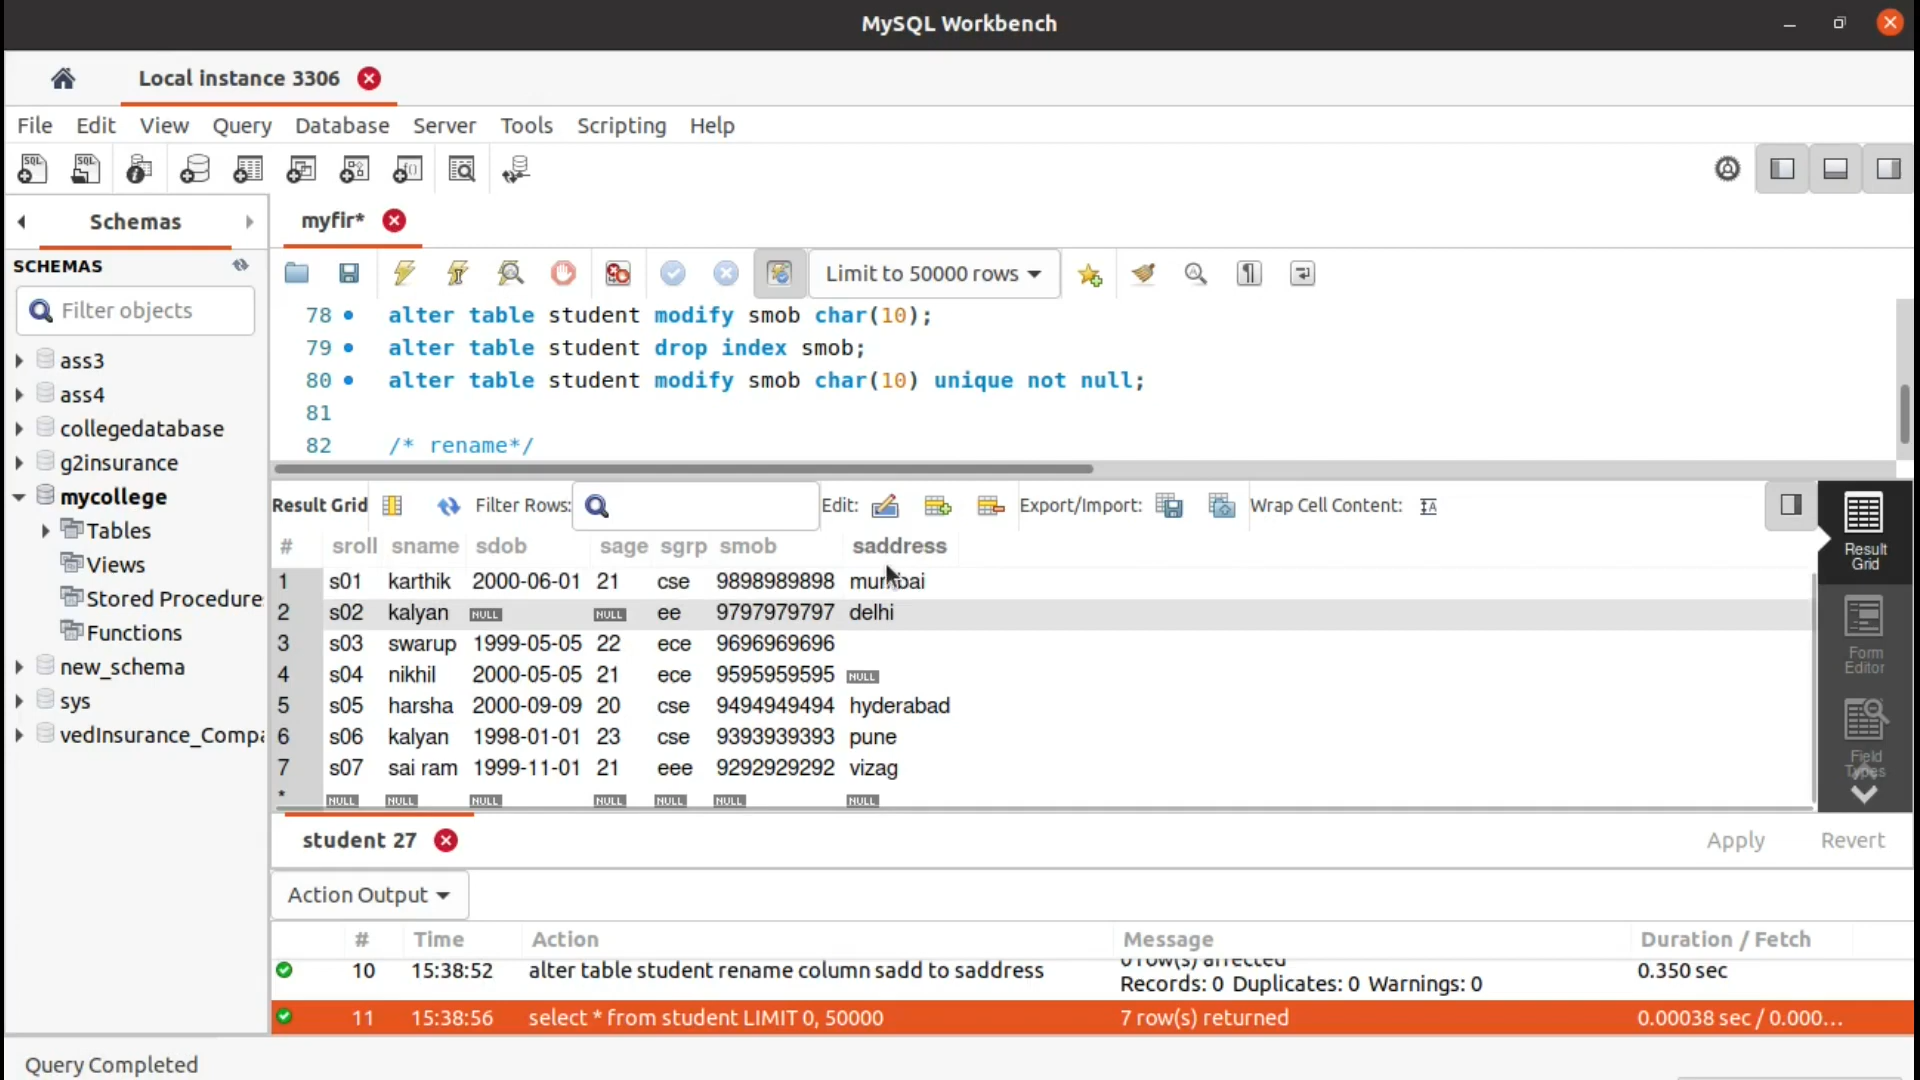 MySQL Workbench
Local instance 3306
File Edit View Query Database Server Tools Scripting Help
Schemas
myfir*
SCHEMAS
Filter objects
Limit to 50000 rows
ass3
ass4
collegedatabase
g2insurance
mycollege
Tables
Views
Stored Procedure
Functions
new_schema
sys
vedInsurance_Compa
78 alter table student modify smob char(10);
79 alter table student drop index smob;
80 alter table student modify smob char(10) unique not null;
81
82 /* rename*/
Result Grid Filter Rows: Edit: Export/Import: Wrap Cell Content:
# sroll sname sdob sage sgrp smob saddress
1 s01 karthik 2000-06-01 21 cse 9898989898 mumbai
2 s02 kalyan NULL NULL ee 9797979797 delhi
3 s03 swarup 1999-05-05 22 ece 9696969696
4 s04 nikhil 2000-05-05 21 ece 9595959595 NULL
5 s05 harsha 2000-09-09 20 cse 9494949494 hyderabad
6 s06 kalyan 1998-01-01 23 cse 9393939393 pune
7 s07 sai ram 1999-11-01 21 eee 9292929292 vizag
* NULL NULL NULL NULL NULL NULL NULL
Result
Grid
Form
Editor
Field
Types
student 27
Apply Revert
Action Output
# Time Action Message Duration / Fetch
0 row(s) affected
10 15:38:52 alter table student rename column sadd to saddress Records: 0 Duplicates: 0 Warnings: 0 0.350 sec
11 15:38:56 select * from student LIMIT 0, 50000 7 row(s) returned 0.00038 sec / 0.000...
Query Completed